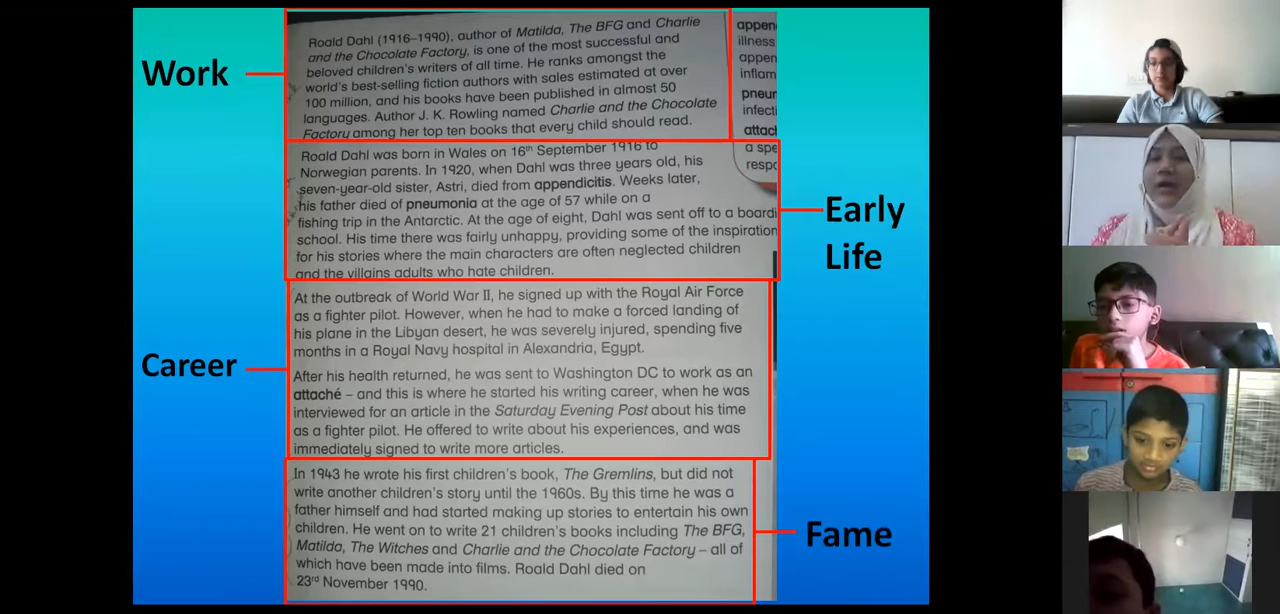 Work
Roald Dahl (1916–1990), author of Matilda, The BFG and Charlie
and the Chocolate Factory, is one of the most successful and
beloved children's writers of all time. He ranks amongst the
world's best-selling fiction authors with sales estimated at over
100 million, and his books have been published in almost 50
languages. Author J. K. Rowling named Charlie and the Chocolate
Factory among her top ten books that every child should read.
appen
illness
appen
inflam
pneur
infecti
attach
a spe
respo
Early
Life
Roald Dahl was born in Wales on 16th September 1916 to
Norwegian parents. In 1920, when Dahl was three years old, his
seven-year-old sister, Astri, died from appendicitis. Weeks later,
his father died of pneumonia at the age of 57 while on a
fishing trip in the Antarctic. At the age of eight, Dahl was sent off to a boardi
school. His time there was fairly unhappy, providing some of the inspiration
for his stories where the main characters are often neglected children
and the villains adults who hate children.
Career
At the outbreak of World War II, he signed up with the Royal Air Force
as a fighter pilot. However, when he had to make a forced landing of
his plane in the Libyan desert, he was severely injured, spending five
months in a Royal Navy hospital in Alexandria, Egypt.
After his health returned, he was sent to Washington DC to work as an
attaché – and this is where he started his writing career, when he was
interviewed for an article in the Saturday Evening Post about his time
as a fighter pilot. He offered to write about his experiences, and was
immediately signed to write more articles.
Fame
In 1943 he wrote his first children's book, The Gremlins, but did not
write another children's story until the 1960s. By this time he was a
father himself and had started making up stories to entertain his own
children. He went on to write 21 children's books including The BFG,
Matilda, The Witches and Charlie and the Chocolate Factory – all of
which have been made into films. Roald Dahl died on
23rd November 1990.